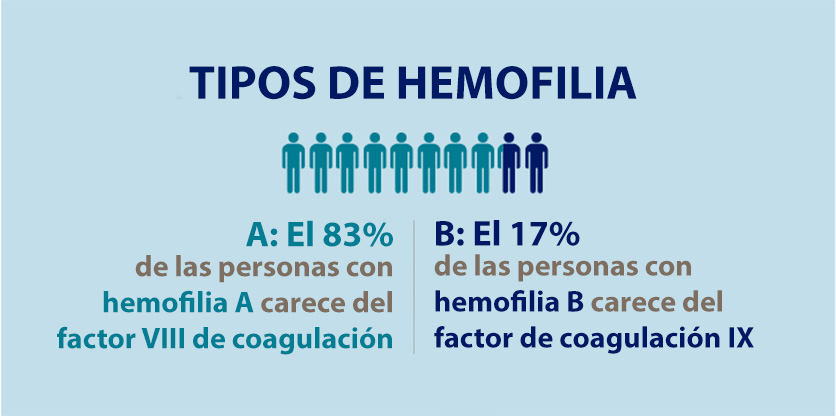 TIPOS DE HEMOFILIA
A: El 83%
de las personas con
hemofilia A carece del
factor VIII de coagulación
B: El 17%
de las personas con
hemofilia B carece del
factor de coagulación IX